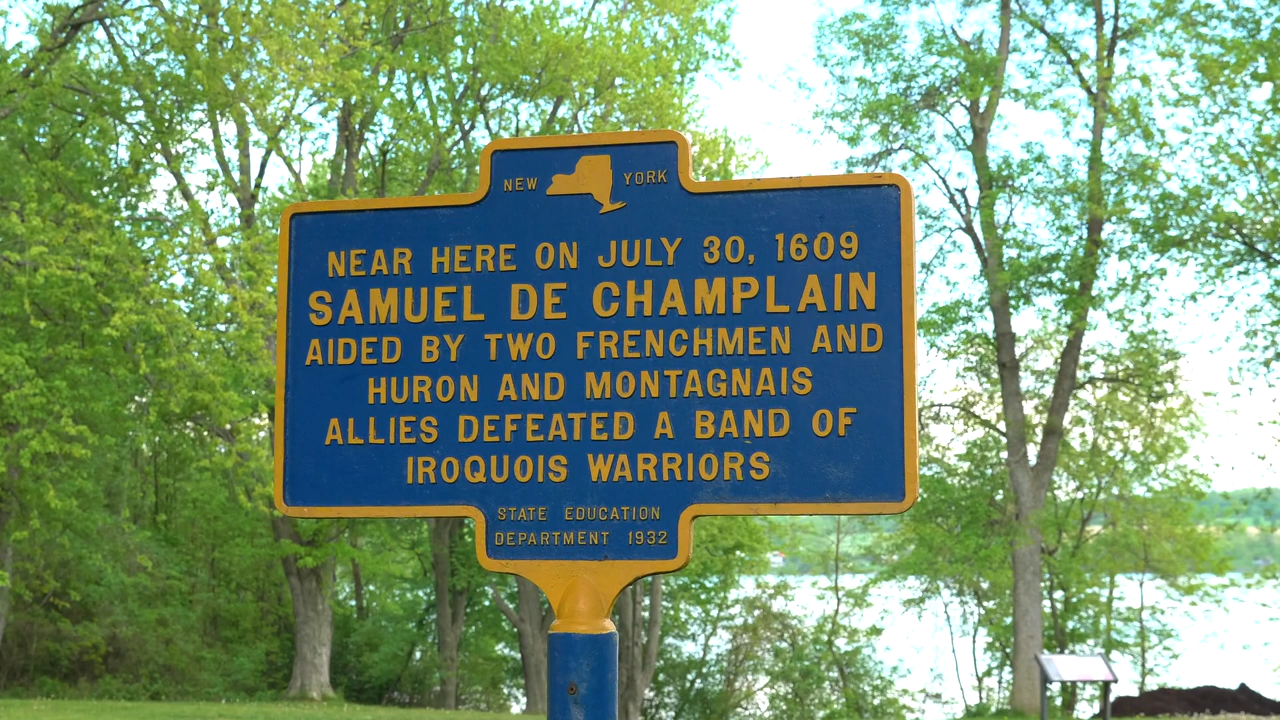 NEW YORK
NEAR HERE ON JULY 30, 1609
SAMUEL DE CHAMPLAIN
AIDED BY TWO FRENCHMEN AND
HURON AND MONTAGNAIS
ALLIES DEFEATED A BAND OF
IROQUOIS WARRIORS
STATE EDUCATION
DEPARTMENT 1932